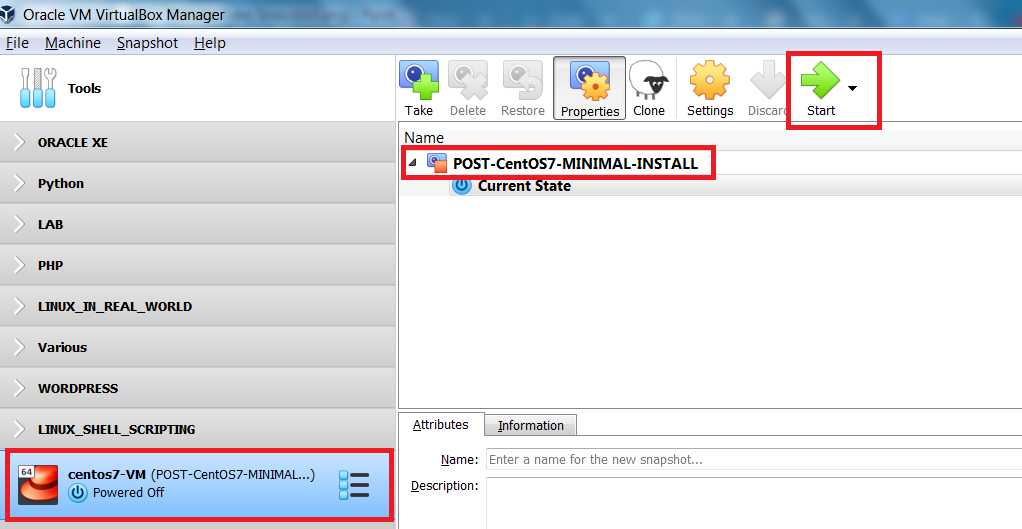 Oracle VM VirtualBox Manager
File Machine Snapshot Help
Tools
Take Delete Restore Properties Clone Settings Discard Start
ORACLE XE
Python
LAB
PHP
LINUX_IN_REAL_WORLD
Various
WORDPRESS
LINUX_SHELL_SCRIPTING
64
centos7-VM (POST-CentOS7-MINIMAL...)
Powered Off
Name
POST-CentOS7-MINIMAL-INSTALL
Current State
Attributes Information
Name: Enter a name for the new snapshot...
Description: